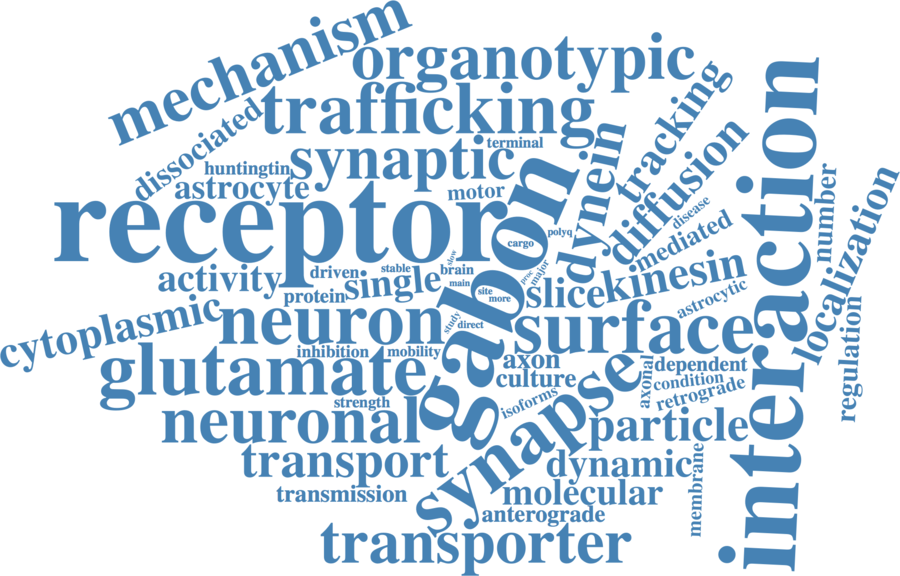 mechanism
organotypic
trafficking
tracking
dissociated
synaptic
terminal
huntingtin
astrocyte
motor
receptor
gabon
dynein
diffusion
interaction
number
localization
disease
polyq
cargo
mediated
activity
driven
stable
slow
brain
main
single
protein
site
more
proc
major
slice
kinesin
astrocytic
regulation
cytoplasmic
neuron
study
direct
surface
inhibition
mobility
glutamate
axon
culture
synapse
axonal
dependent
condition
retrograde
strength
isoforms
neuronal
particle
transport
dynamic
membrane
transmission
molecular
anterograde
transporter